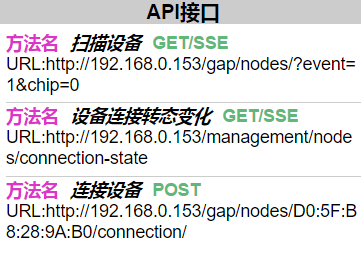 API接口
方法名 扫描设备 GET/SSE
URL:http://192.168.0.153/gap/nodes/?event=
1&chip=0
方法名 设备连接转态变化 GET/SSE
URL:http://192.168.0.153/management/node
s/connection-state
方法名 连接设备 POST
URL:http://192.168.0.153/gap/nodes/D0:5F:B
8:28:9A:B0/connection/